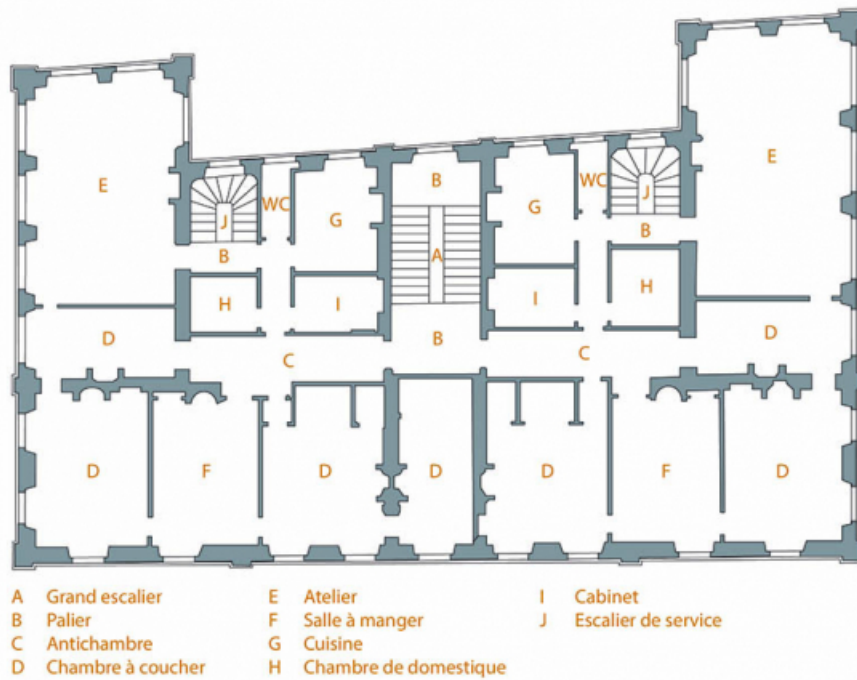 E
E
B
WC
WC
J
G
G
J
B
A
B
H
I
I
H
D
B
D
C
C
D
F
D
D
D
F
D
A Grand escalier
B Palier
C Antichambre
D Chambre à coucher
E Atelier
F Salle à manger
G Cuisine
H Chambre de domestique
I Cabinet
J Escalier de service